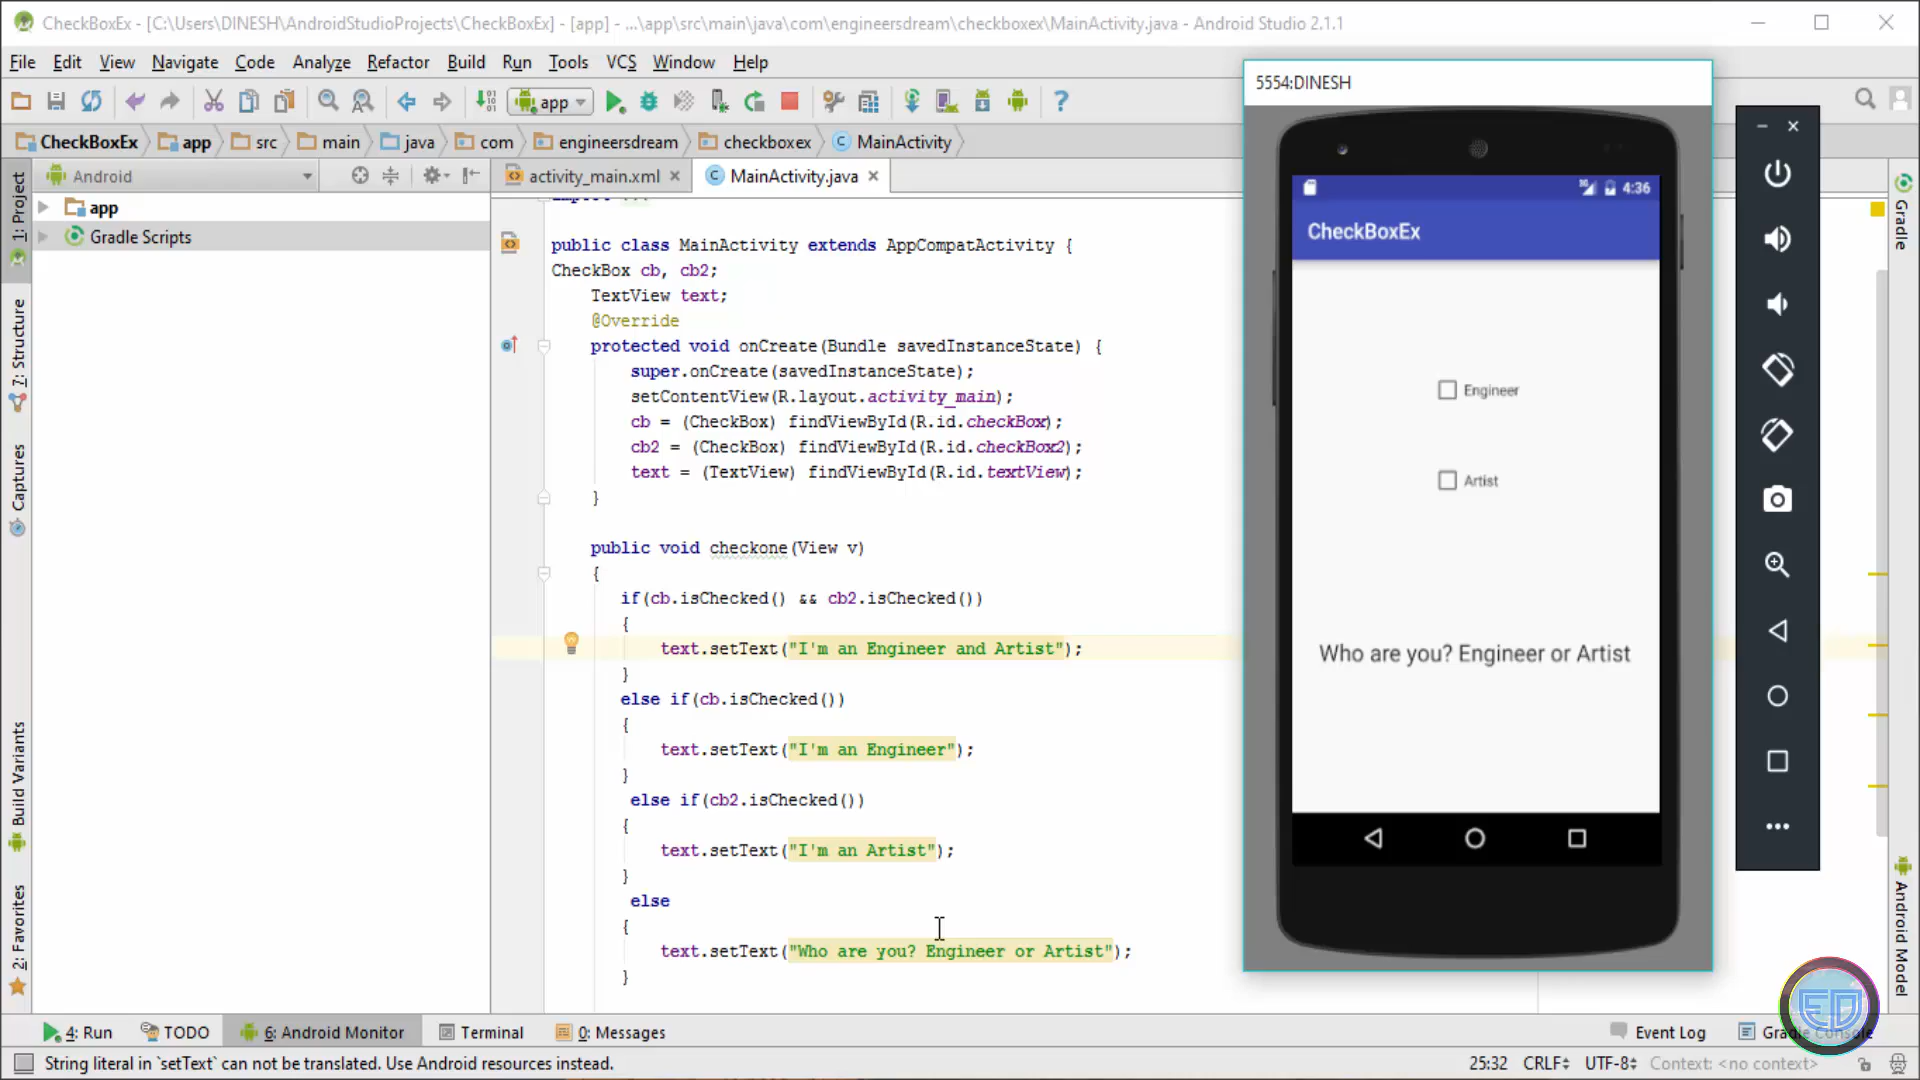 CheckBoxEx - [C:\Users\DINESH\AndroidStudioProjects\CheckBoxEx] - [app] - ...\app\src\main\java\com\engineersdream\checkboxex\MainActivity.java - Android Studio 2.1.1
File Edit View Navigate Code Analyze Refactor Build Run Tools VCS Window Help
app
CheckBoxEx app src main java com engineersdream checkboxex MainActivity
Android
activity_main.xml
MainActivity.java
app
Gradle Scripts
1: Project
7: Structure
Captures
Build Variants
2: Favorites
import ...
public class MainActivity extends AppCompatActivity {
CheckBox cb, cb2;
TextView text;
@Override
protected void onCreate(Bundle savedInstanceState) {
super.onCreate(savedInstanceState);
setContentView(R.layout.activity_main);
cb = (CheckBox) findViewById(R.id.checkBox);
cb2 = (CheckBox) findViewById(R.id.checkBox2);
text = (TextView) findViewById(R.id.textView);
}
public void checkone(View v)
{
if(cb.isChecked() && cb2.isChecked())
{
text.setText("I'm an Engineer and Artist");
}
else if(cb.isChecked())
{
text.setText("I'm an Engineer");
}
else if(cb2.isChecked())
{
text.setText("I'm an Artist");
}
else
{
text.setText("Who are you? Engineer or Artist");
}
5554:DINESH
4:36
CheckBoxEx
Engineer
Artist
Who are you? Engineer or Artist
Gradle
Android Model
ED
4: Run TODO 6: Android Monitor Terminal 0: Messages Event Log Gradle Console
String literal in `setText` can not be translated. Use Android resources instead. 25:32 CRLF UTF-8 Context: <no context>